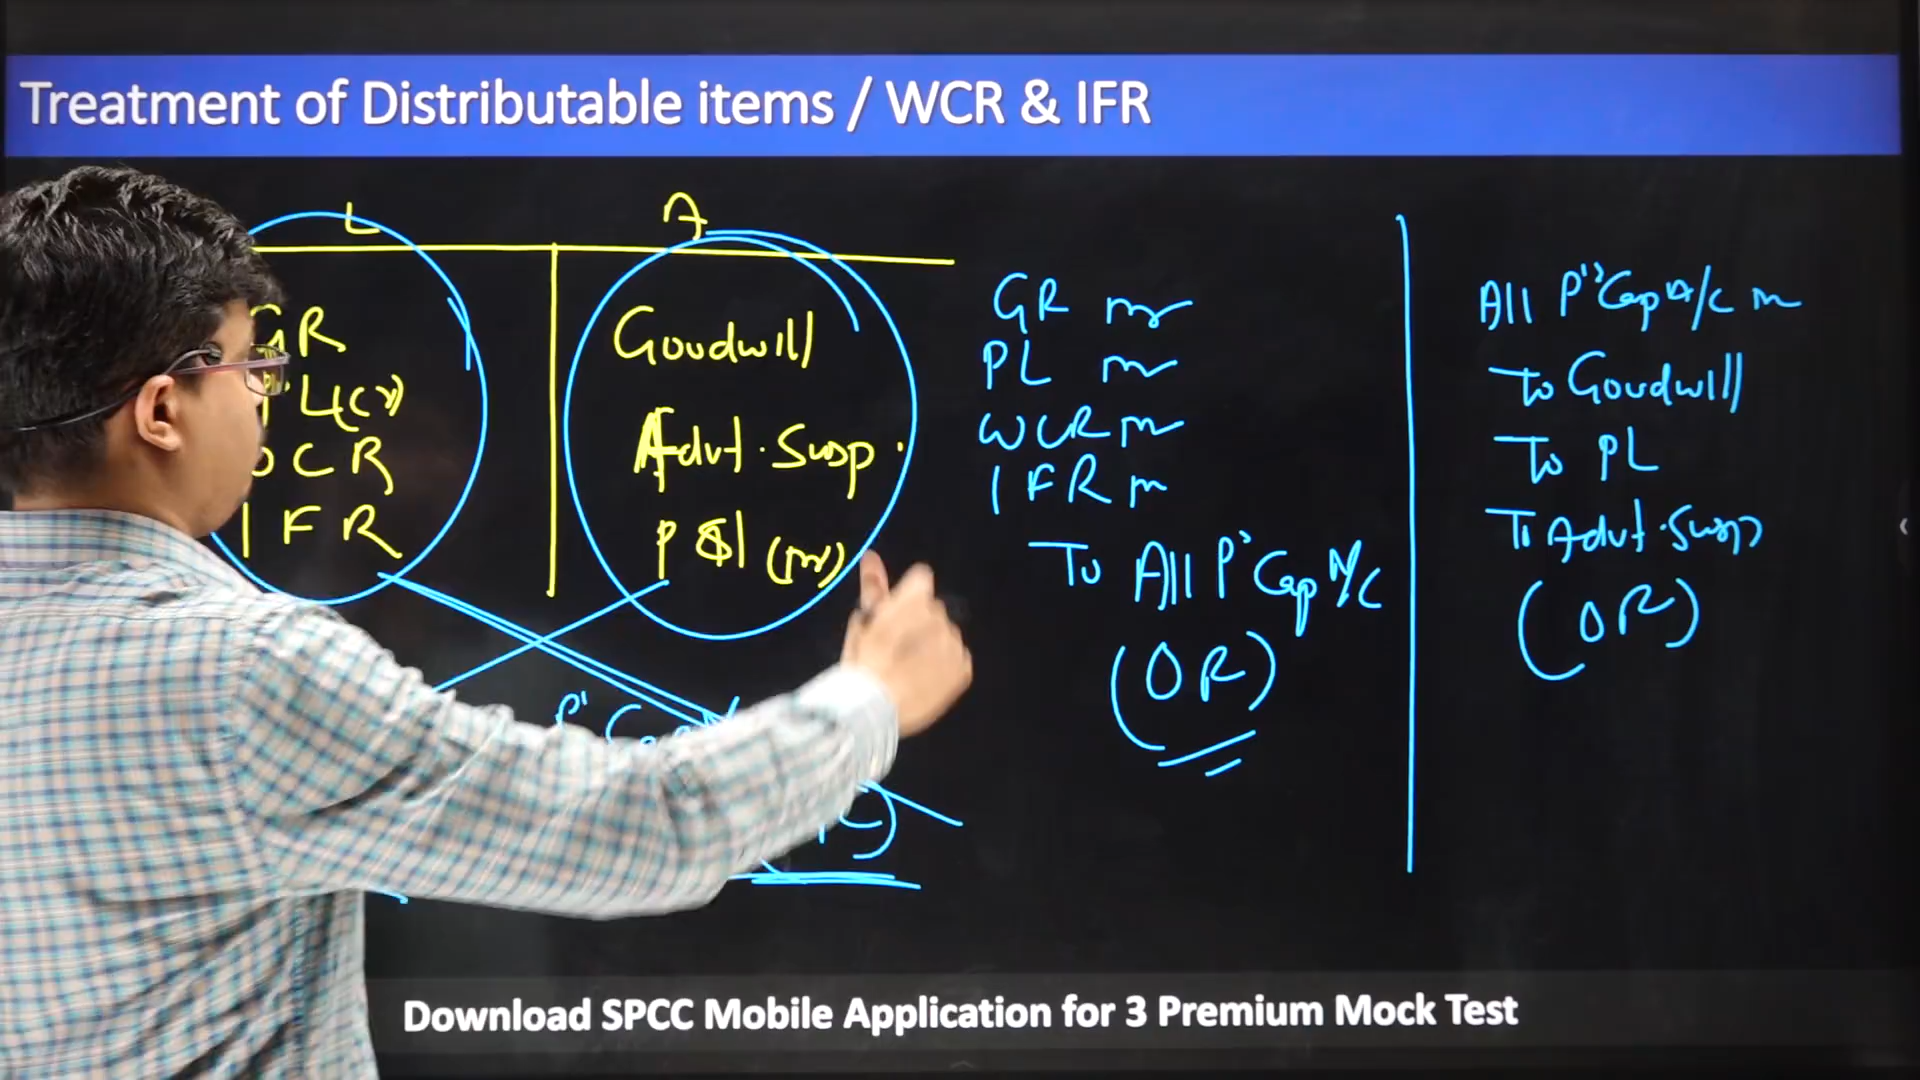 Treatment of Distributable items / WCR & IFR
L
A
GR
P.L(Cr)
WCR
IFR
Goodwill
Advt. Susp.
P&l (Dr)
P' Cap
GR Dr
PL Dr
WCR Dr
IFR Dr
To All P' Cap A/C
(OR)
All P' Cap A/C Dr
To Goodwill
To PL
To Advt. Susp
(OR)
Download SPCC Mobile Application for 3 Premium Mock Test